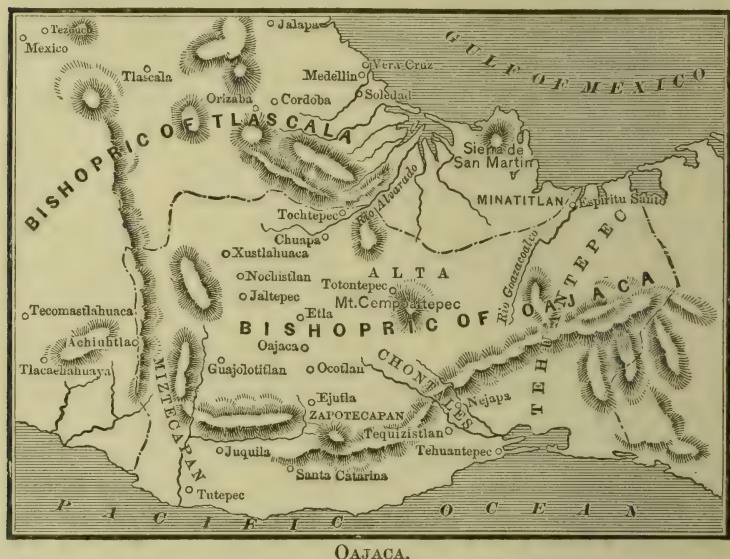 Tezcuco
Mexico
Jalapa
Tlascala
Vera Cruz
Medellin
Soledad
Orizaba
Cordoba
GULF OF MEXICO
BISHOPRIC OF TLASCALA
Sierra de
San Martin
MINATITLAN
Espiritu Santo
Tochtepec
Rio Alvarado
Chuapa
Xustlahuaca
Nochistlan
Jaltepec
ALTA
Totontepec
Mt. Cempoaltepec
Rio Goazacoalco
TEHUANTEPEC
Etla
BISHOPRIC OF OAJACA
Oajaca
Tecomastlahuaca
Achiutla
Tlacaehahuaya
MIZTECAPAN
Guajolotitlan
Ocotlan
CHONTALES
Nejapa
Ejutla
ZAPOTECAPAN
Tequizistlan
Tehuantepec
Juquila
Santa Catarina
Tutepec
PACIFIC OCEAN
OAJACA.